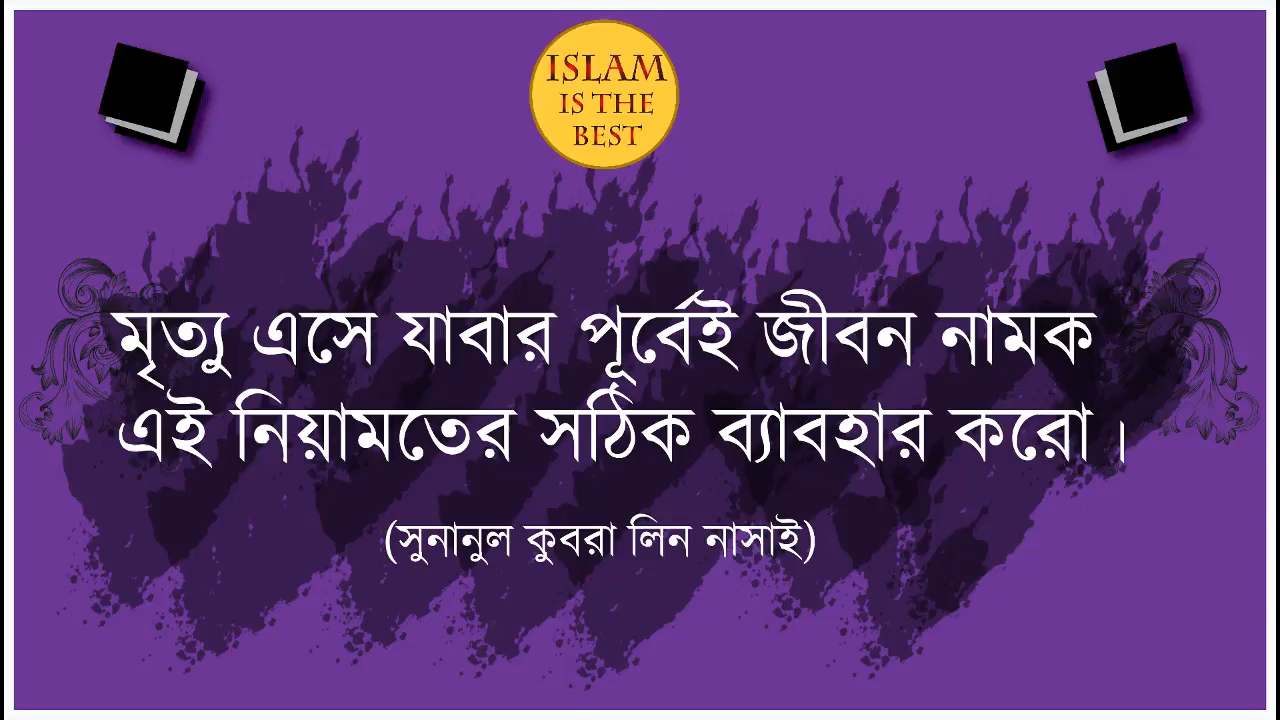 ISLAM
IS THE
BEST
মৃত্যু এসে যাবার পূর্বেই জীবন নামক
এই নিয়ামতের সঠিক ব্যাবহার করো ।
(সুনানুল কুবরা লিন নাসাই)